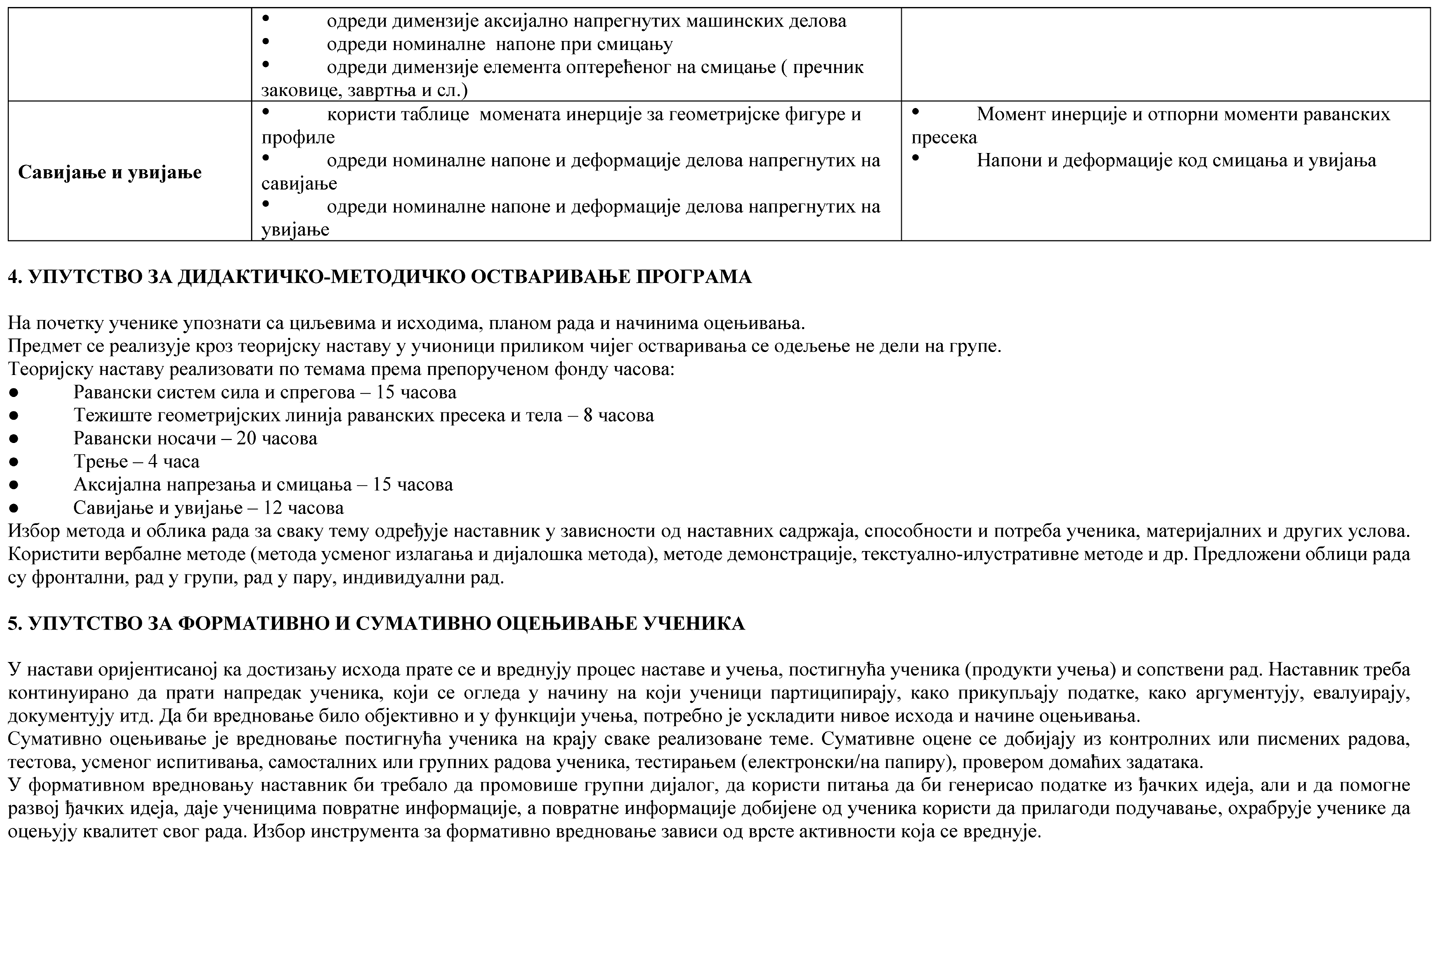 • одреди димензије аксијално напрегнутих машинских делова
• одреди номиналне напоне при смицању
• одреди димензије елемента оптерећеног на смицање ( пречник
заковице, завртња и сл.)
Савијање и увијање
• користи таблице момената инерције за геометријске фигуре и
профиле
• одреди номиналне напоне и деформације делова напрегнутих на
савијање
• одреди номиналне напоне и деформације делова напрегнутих на
увијање
• Момент инерције и отпорни моменти раванских
пресека
• Напони и деформације код смицања и увијања
4. УПУТСТВО ЗА ДИДАКТИЧКО-МЕТОДИЧКО ОСТВАРИВАЊЕ ПРОГРАМА
На почетку ученике упознати са циљевима и исходима, планом рада и начинима оцењивања.
Предмет се реализује кроз теоријску наставу у учионици приликом чијег остваривања се одељење не дели на групе.
Теоријску наставу реализовати по темама према препорученом фонду часова:
● Равански систем сила и спрегова – 15 часова
● Тежиште геометријских линија раванских пресека и тела – 8 часова
● Равански носачи – 20 часова
● Трење – 4 часа
● Аксијална напрезања и смицања – 15 часова
● Савијање и увијање – 12 часова
Избор метода и облика рада за сваку тему одређује наставник у зависности од наставних садржаја, способности и потреба ученика, материјалних и других услова.
Користити вербалне методе (метода усменог излагања и дијалошка метода), методе демонстрације, текстуално-илустративне методе и др. Предложени облици рада
су фронтални, рад у групи, рад у пару, индивидуални рад.
5. УПУТСТВО ЗА ФОРМАТИВНО И СУМАТИВНО ОЦЕЊИВАЊЕ УЧЕНИКА
У настави оријентисаној ка достизању исхода прате се и вреднују процес наставе и учења, постигнућа ученика (продукти учења) и сопствени рад. Наставник треба
континуирано да прати напредак ученика, који се огледа у начину на који ученици партиципирају, како прикупљају податке, како аргументују, евалуирају,
документују итд. Да би вредновање било објективно и у функцији учења, потребно је ускладити нивое исхода и начине оцењивања.
Сумативно оцењивање је вредновање постигнућа ученика на крају сваке реализоване теме. Сумативне оцене се добијају из контролних или писмених радова,
тестова, усменог испитивања, самосталних или групних радова ученика, тестирањем (електронски/на папиру), провером домаћих задатака.
У формативном вредновању наставник би требало да промовише групни дијалог, да користи питања да би генерисао податке из ђачких идеја, али и да помогне
развој ђачких идеја, даје ученицима повратне информације, а повратне информације добијене од ученика користи да прилагоди подучавање, охрабрује ученике да
оцењују квалитет свог рада. Избор инструмента за формативно вредновање зависи од врсте активности која се вреднује.